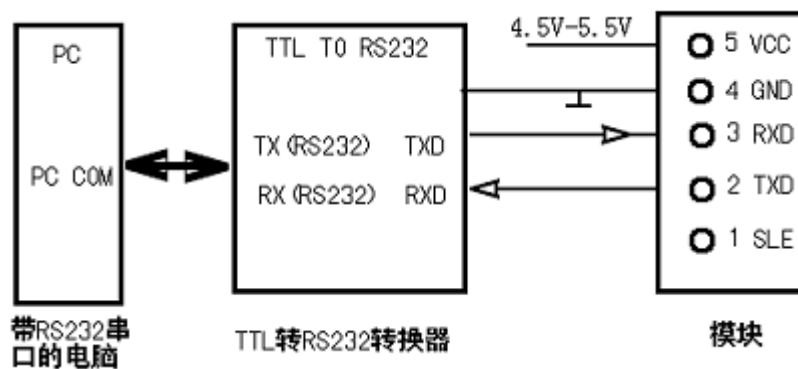 PC
PC COM
带RS232串
口的电脑
TTL TO RS232
TX(RS232) TXD
RX(RS232) RXD
TTL转RS232转换器
4.5V-5.5V
5 VCC
4 GND
3 RXD
2 TXD
1 SLE
模块